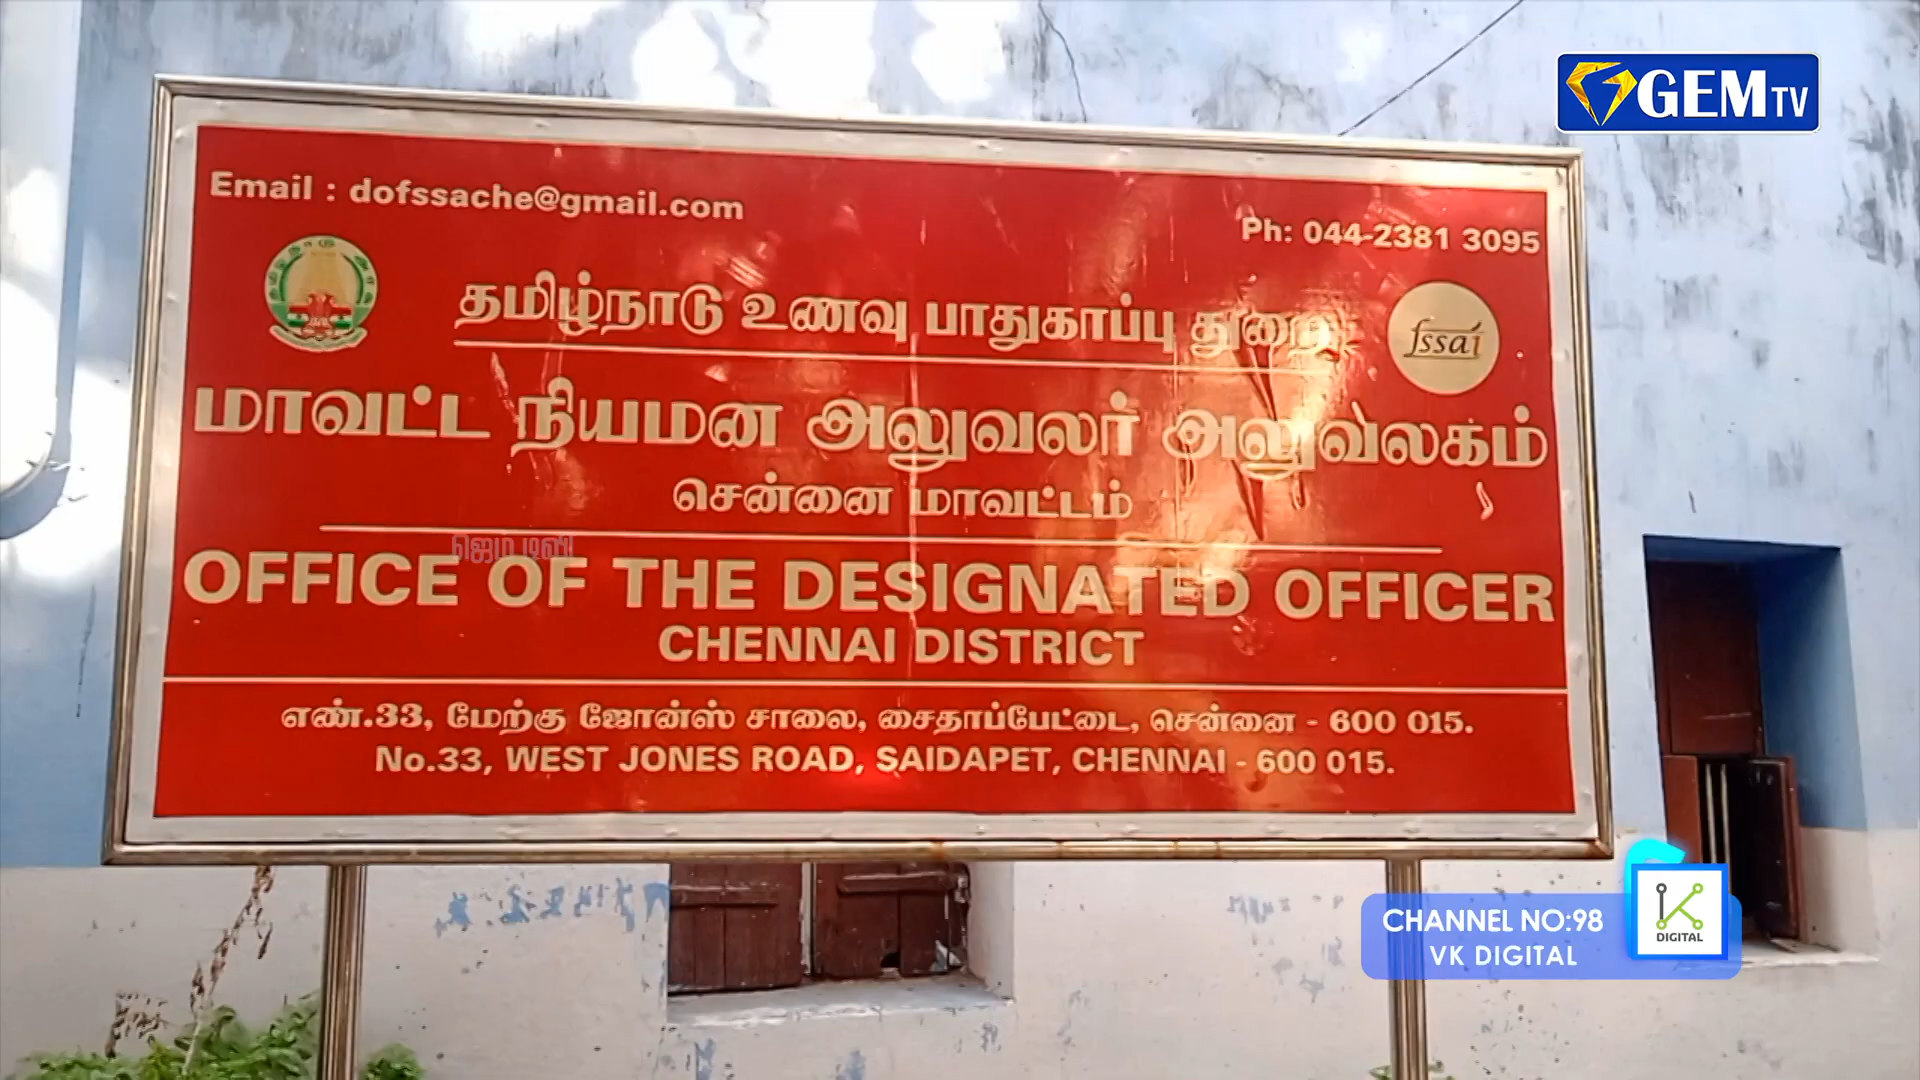 GEM TV
Email : dofssache@gmail.com
Ph: 044-2381 3095
தமிழ்நாடு உணவு பாதுகாப்பு துறை
fssai
மாவட்ட நியமன அலுவலர் அலுவலகம்
சென்னை மாவட்டம்
ஜெம் டிவி
OFFICE OF THE DESIGNATED OFFICER
CHENNAI DISTRICT
எண்.33, மேற்கு ஜோன்ஸ் சாலை, சைதாப்பேட்டை, சென்னை - 600 015.
No.33, WEST JONES ROAD, SAIDAPET, CHENNAI - 600 015.
CHANNEL NO:98
VK DIGITAL
K DIGITAL